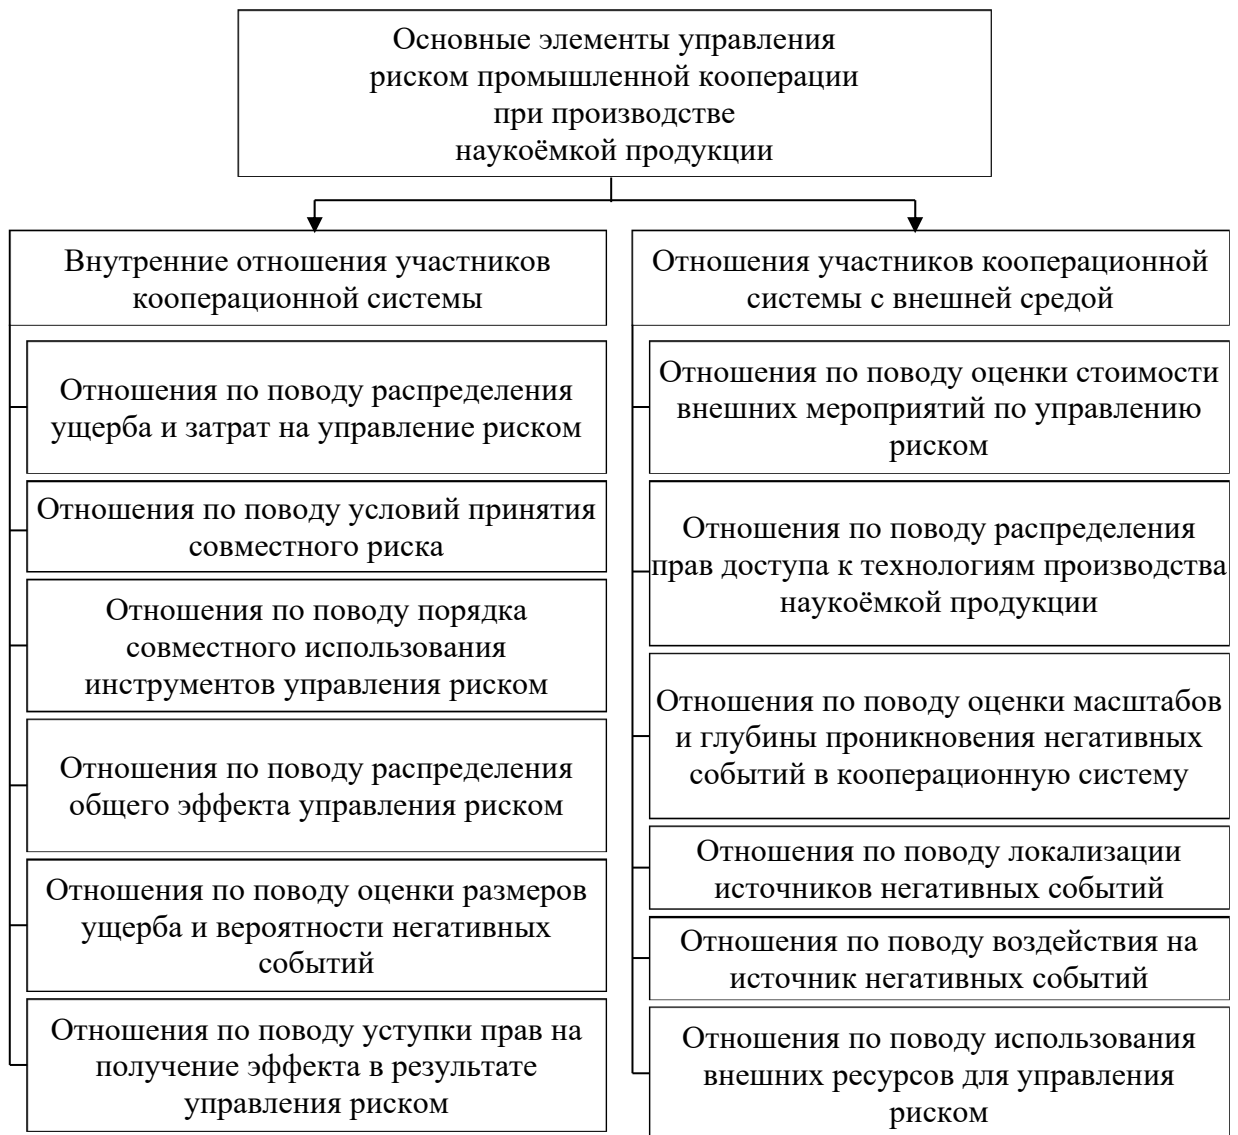 Основные элементы управления
риском промышленной кооперации
при производстве
наукоёмкой продукции
Внутренние отношения участников
кооперационной системы
Отношения по поводу распределения
ущерба и затрат на управление риском
Отношения по поводу условий принятия
совместного риска
Отношения по поводу порядка
совместного использования
инструментов управления риском
Отношения по поводу распределения
общего эффекта управления риском
Отношения по поводу оценки размеров
ущерба и вероятности негативных
событий
Отношения по поводу уступки прав на
получение эффекта в результате
управления риском
Отношения участников кооперационной
системы с внешней средой
Отношения по поводу оценки стоимости
внешних мероприятий по управлению
риском
Отношения по поводу распределения
прав доступа к технологиям производства
наукоёмкой продукции
Отношения по поводу оценки масштабов
и глубины проникновения негативных
событий в кооперационную систему
Отношения по поводу локализации
источников негативных событий
Отношения по поводу воздействия на
источник негативных событий
Отношения по поводу использования
внешних ресурсов для управления
риском